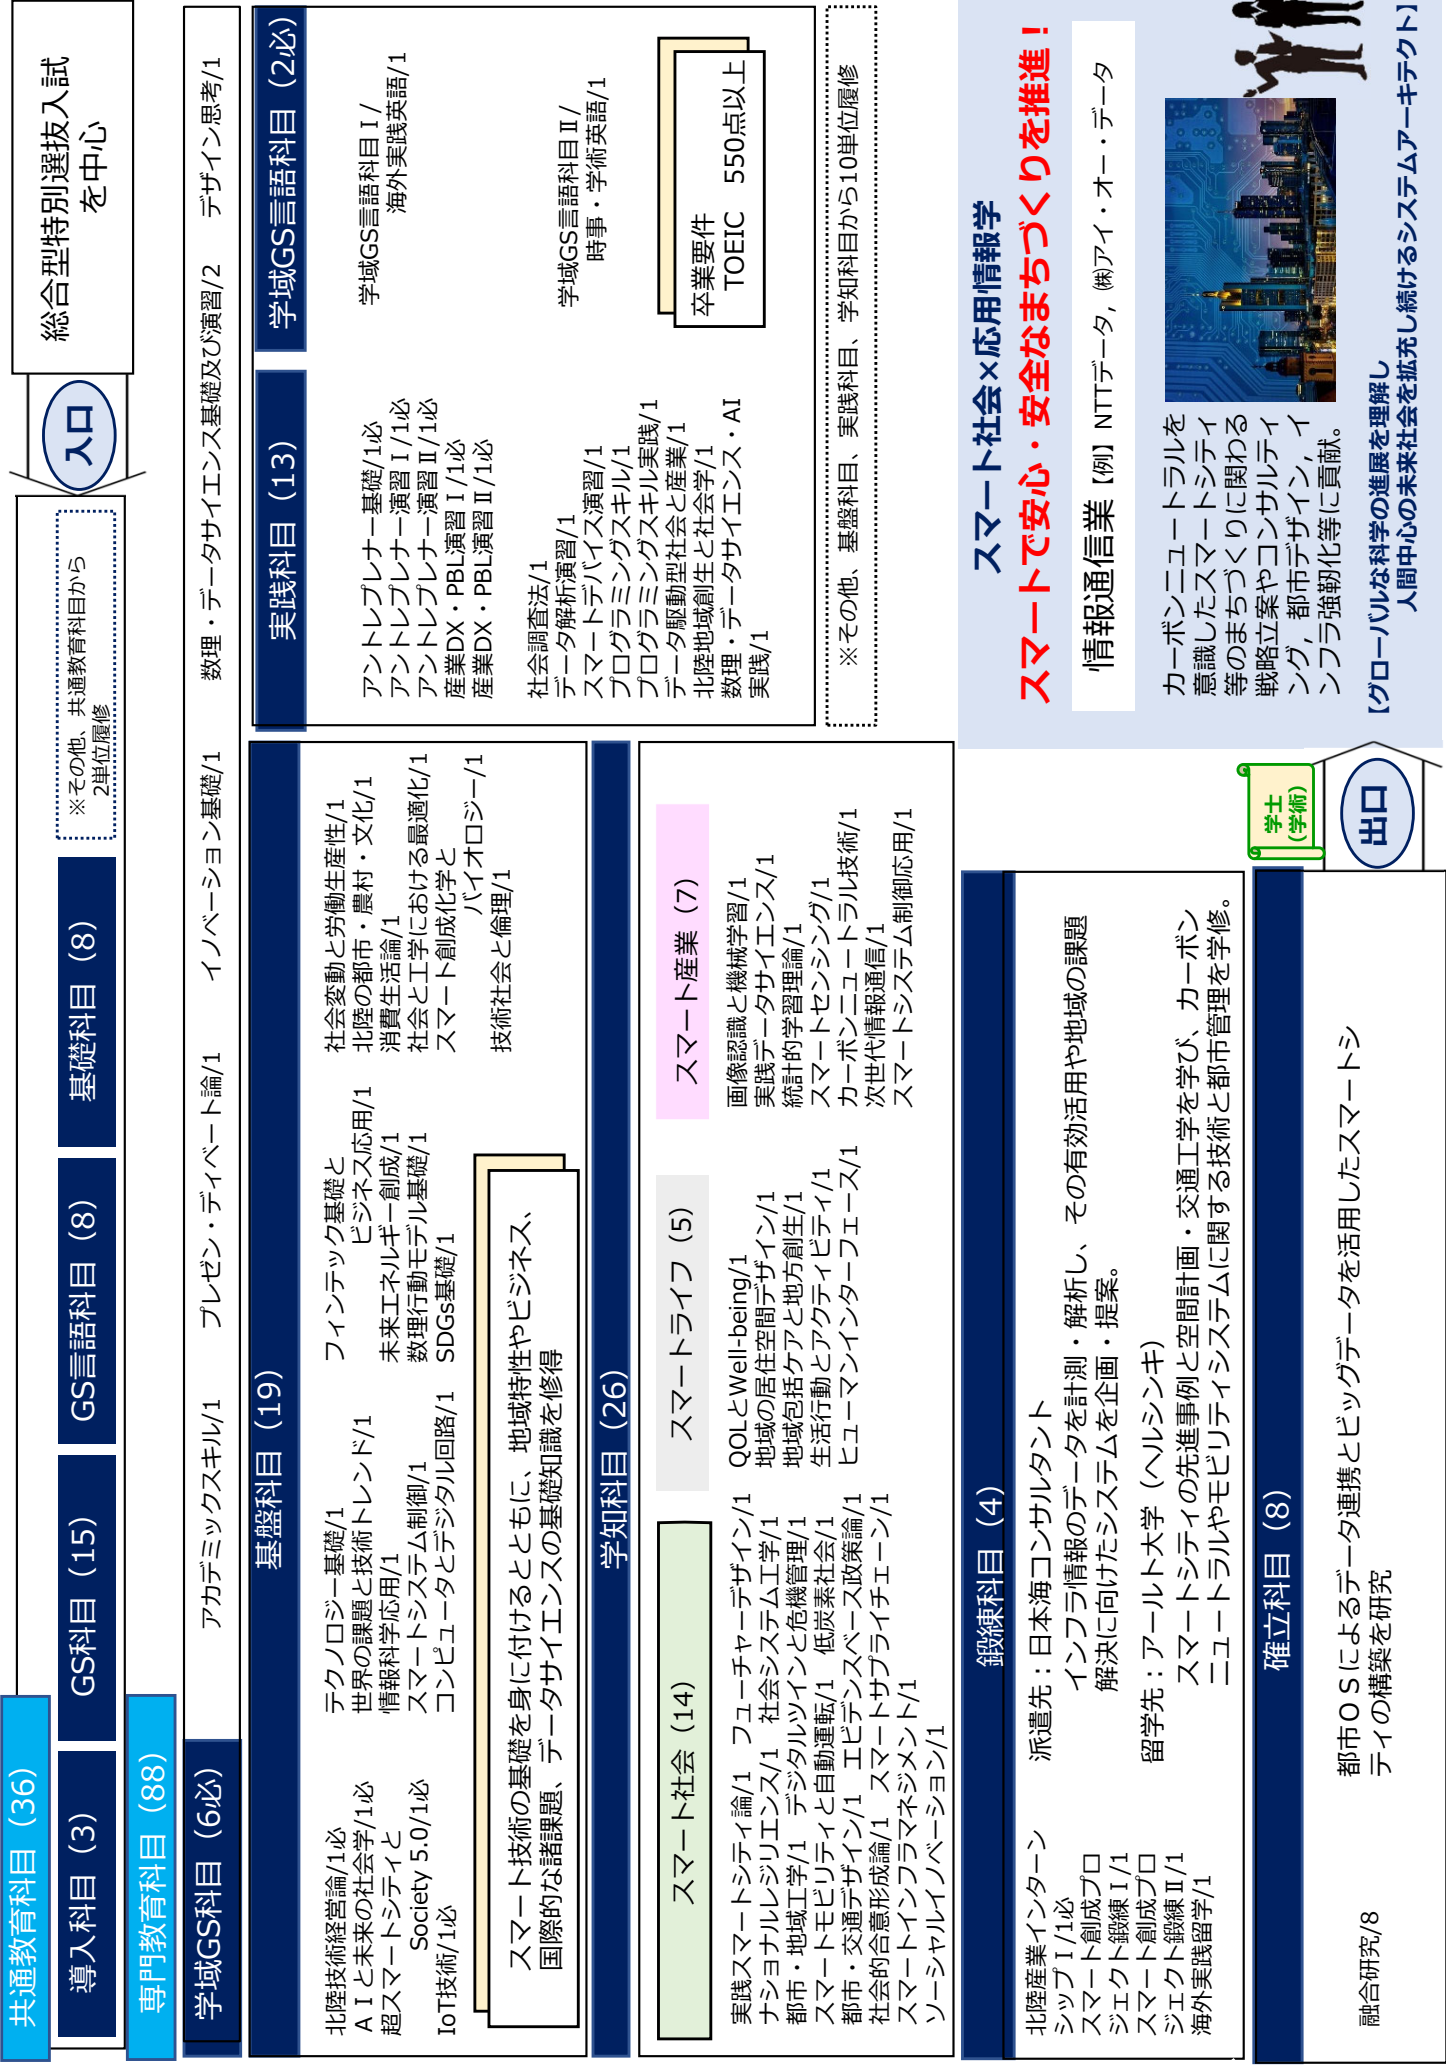 共通教育科目（36）
入口
総合型特別選抜入試
を中心
導入科目（3）
GS科目（15）
GS言語科目（8）
基礎科目（8）
※その他、共通教育科目から
2単位履修
専門教育科目（88）
学域GS科目（6必）
アカデミックスキル/1
プレゼン・ディベート論/1
イノベーション基礎/1
数理・データサイエンス基礎及び演習/2
デザイン思考/1
基盤科目（19）
北陸技術経営論/1必
ＡＩと未来の社会学/1必
超スマートシティと
Society 5.0/1必
IoT技術/1必
テクノロジー基礎/1
世界の課題と技術トレンド/1
情報科学応用/1
スマートシステム制御/1
コンピュータとデジタル回路/1
フィンテック基礎と
ビジネス応用/1
未来エネルギー創成/1
数理行動モデル基礎/1
SDGs基礎/1
社会変動と労働生産性/1
北陸の都市・農村・文化/1
消費生活論/1
社会と工学における最適化/1
スマート創成化学と
バイオロジー/1
技術社会と倫理/1
スマート技術の基礎を身に付けるとともに、地域特性やビジネス、
国際的な諸課題、データサイエンスの基礎知識を修得
実践科目（13）
アントレプレナー基礎/1必
アントレプレナー演習Ⅰ/1必
アントレプレナー演習Ⅱ/1必
産業DX・PBL演習Ⅰ/1必
産業DX・PBL演習Ⅱ/1必
社会調査法/1
データ解析演習/1
スマートデバイス演習/1
プログラミングスキル/1
プログラミングスキル実践/1
データ駆動型社会と産業/1
北陸地域創生と社会学/1
数理・データサイエンス・AI
実践/1
学域GS言語科目（2必）
学域GS言語科目Ⅰ/
海外実践英語/1
学域GS言語科目Ⅱ/
時事・学術英語/1
卒業要件
TOEIC　550点以上
※その他、基盤科目、実践科目、学知科目から10単位履修
学知科目（26）
スマート社会（14）
実践スマートシティ論/1　フューチャーデザイン/1
ナショナルレジリエンス/1　社会システム工学/1
都市・地域工学/1　デジタルツインと危機管理/1
スマートモビリティと自動運転/1　低炭素社会/1
都市・交通デザイン/1　エビデンスベース政策論/1
社会的合意形成論/1　スマートサプライチェーン/1
スマートインフラマネジメント/1
ソーシャルイノベーション/1
スマートライフ（5）
QOLとWell-being/1
地域の居住空間デザイン/1
地域包括ケアと地方創生/1
生活行動とアクティビティ/1
ヒューマンインターフェース/1
スマート産業（7）
画像認識と機械学習/1
実践データサイエンス/1
統計的学習理論/1
スマートセンシング/1
カーボンニュートラル技術/1
次世代情報通信/1
スマートシステム制御応用/1
鍛練科目（4）
北陸産業インターン
シップⅠ/1必
スマート創成プロ
ジェクト鍛練Ⅰ/1
スマート創成プロ
ジェクト鍛練Ⅱ/1
海外実践留学/1
派遣先：日本海コンサルタント
インフラ情報のデータを計測・解析し、その有効活用や地域の課題
解決に向けたシステムを企画・提案。
留学先：アールト大学（ヘルシンキ）
スマートシティの先進事例と空間計画・交通工学を学び、カーボン
ニュートラルやモビリティシステムに関する技術と都市管理を学修。
確立科目（8）
融合研究/8
都市ＯＳによるデータ連携とビッグデータを活用したスマートシ
ティの構築を研究
学士
（学術）
出口
スマート社会×応用情報学
スマートで安心・安全なまちづくりを推進！
情報通信業【例】NTTデータ, ㈱アイ・オー・データ
カーボンニュートラルを
意識したスマートシティ
等のまちづくりに関わる
戦略立案やコンサルティ
ング，都市デザイン，イ
ンフラ強靭化等に貢献。
【グローバルな科学の進展を理解し
人間中心の未来社会を拡充し続けるシステムアーキテクト】